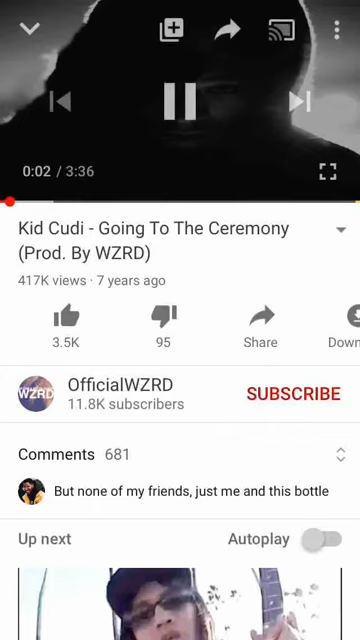 0:02 / 3:36
Kid Cudi - Going To The Ceremony
(Prod. By WZRD)
417K views · 7 years ago
3.5K
95
Share
Down
WZRD
OfficialWZRD
11.8K subscribers
SUBSCRIBE
Comments 681
But none of my friends, just me and this bottle
Up next
Autoplay